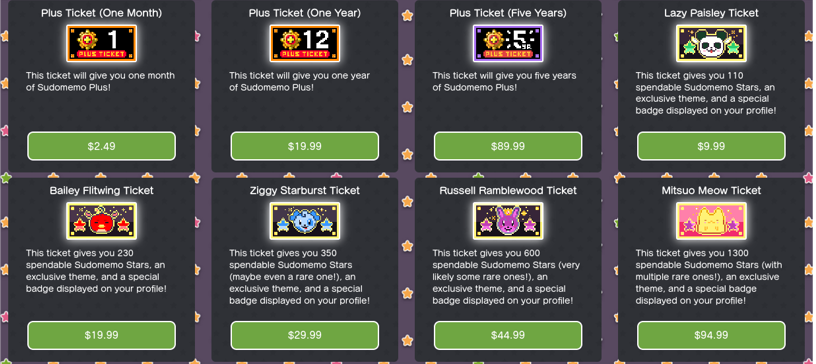 Plus Ticket (One Month)
1
PLUS TICKET
This ticket will give you one month
of Sudomemo Plus!
$2.49
Plus Ticket (One Year)
12
PLUS TICKET
This ticket will give you one year
of Sudomemo Plus!
$19.99
Plus Ticket (Five Years)
5
YR.
PLUS TICKET
This ticket will give you five years
of Sudomemo Plus!
$89.99
Lazy Paisley Ticket
This ticket gives you 110
spendable Sudomemo Stars, an
exclusive theme, and a special
badge displayed on your profile!
$9.99
Bailey Flitwing Ticket
This ticket gives you 230
spendable Sudomemo Stars, an
exclusive theme, and a special
badge displayed on your profile!
$19.99
Ziggy Starburst Ticket
This ticket gives you 350
spendable Sudomemo Stars
(maybe even a rare one!), an
exclusive theme, and a special
badge displayed on your profile!
$29.99
Russell Ramblewood Ticket
This ticket gives you 600
spendable Sudomemo Stars (very
likely some rare ones!), an
exclusive theme, and a special
badge displayed on your profile!
$44.99
Mitsuo Meow Ticket
This ticket gives you 1300
spendable Sudomemo Stars (with
multiple rare ones!), an exclusive
theme, and a special badge
displayed on your profile!
$94.99